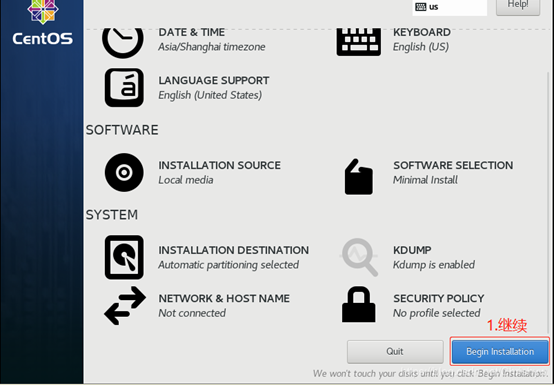 us
Help!
CentOS
DATE & TIME
Asia/Shanghai timezone
KEYBOARD
English (US)
LANGUAGE SUPPORT
English (United States)
SOFTWARE
INSTALLATION SOURCE
Local media
SOFTWARE SELECTION
Minimal Install
SYSTEM
INSTALLATION DESTINATION
Automatic partitioning selected
KDUMP
Kdump is enabled
NETWORK & HOST NAME
Not connected
SECURITY POLICY
No profile selected
1.继续
Quit
Begin Installation
We won't touch your disks until you click 'Begin Installation'.